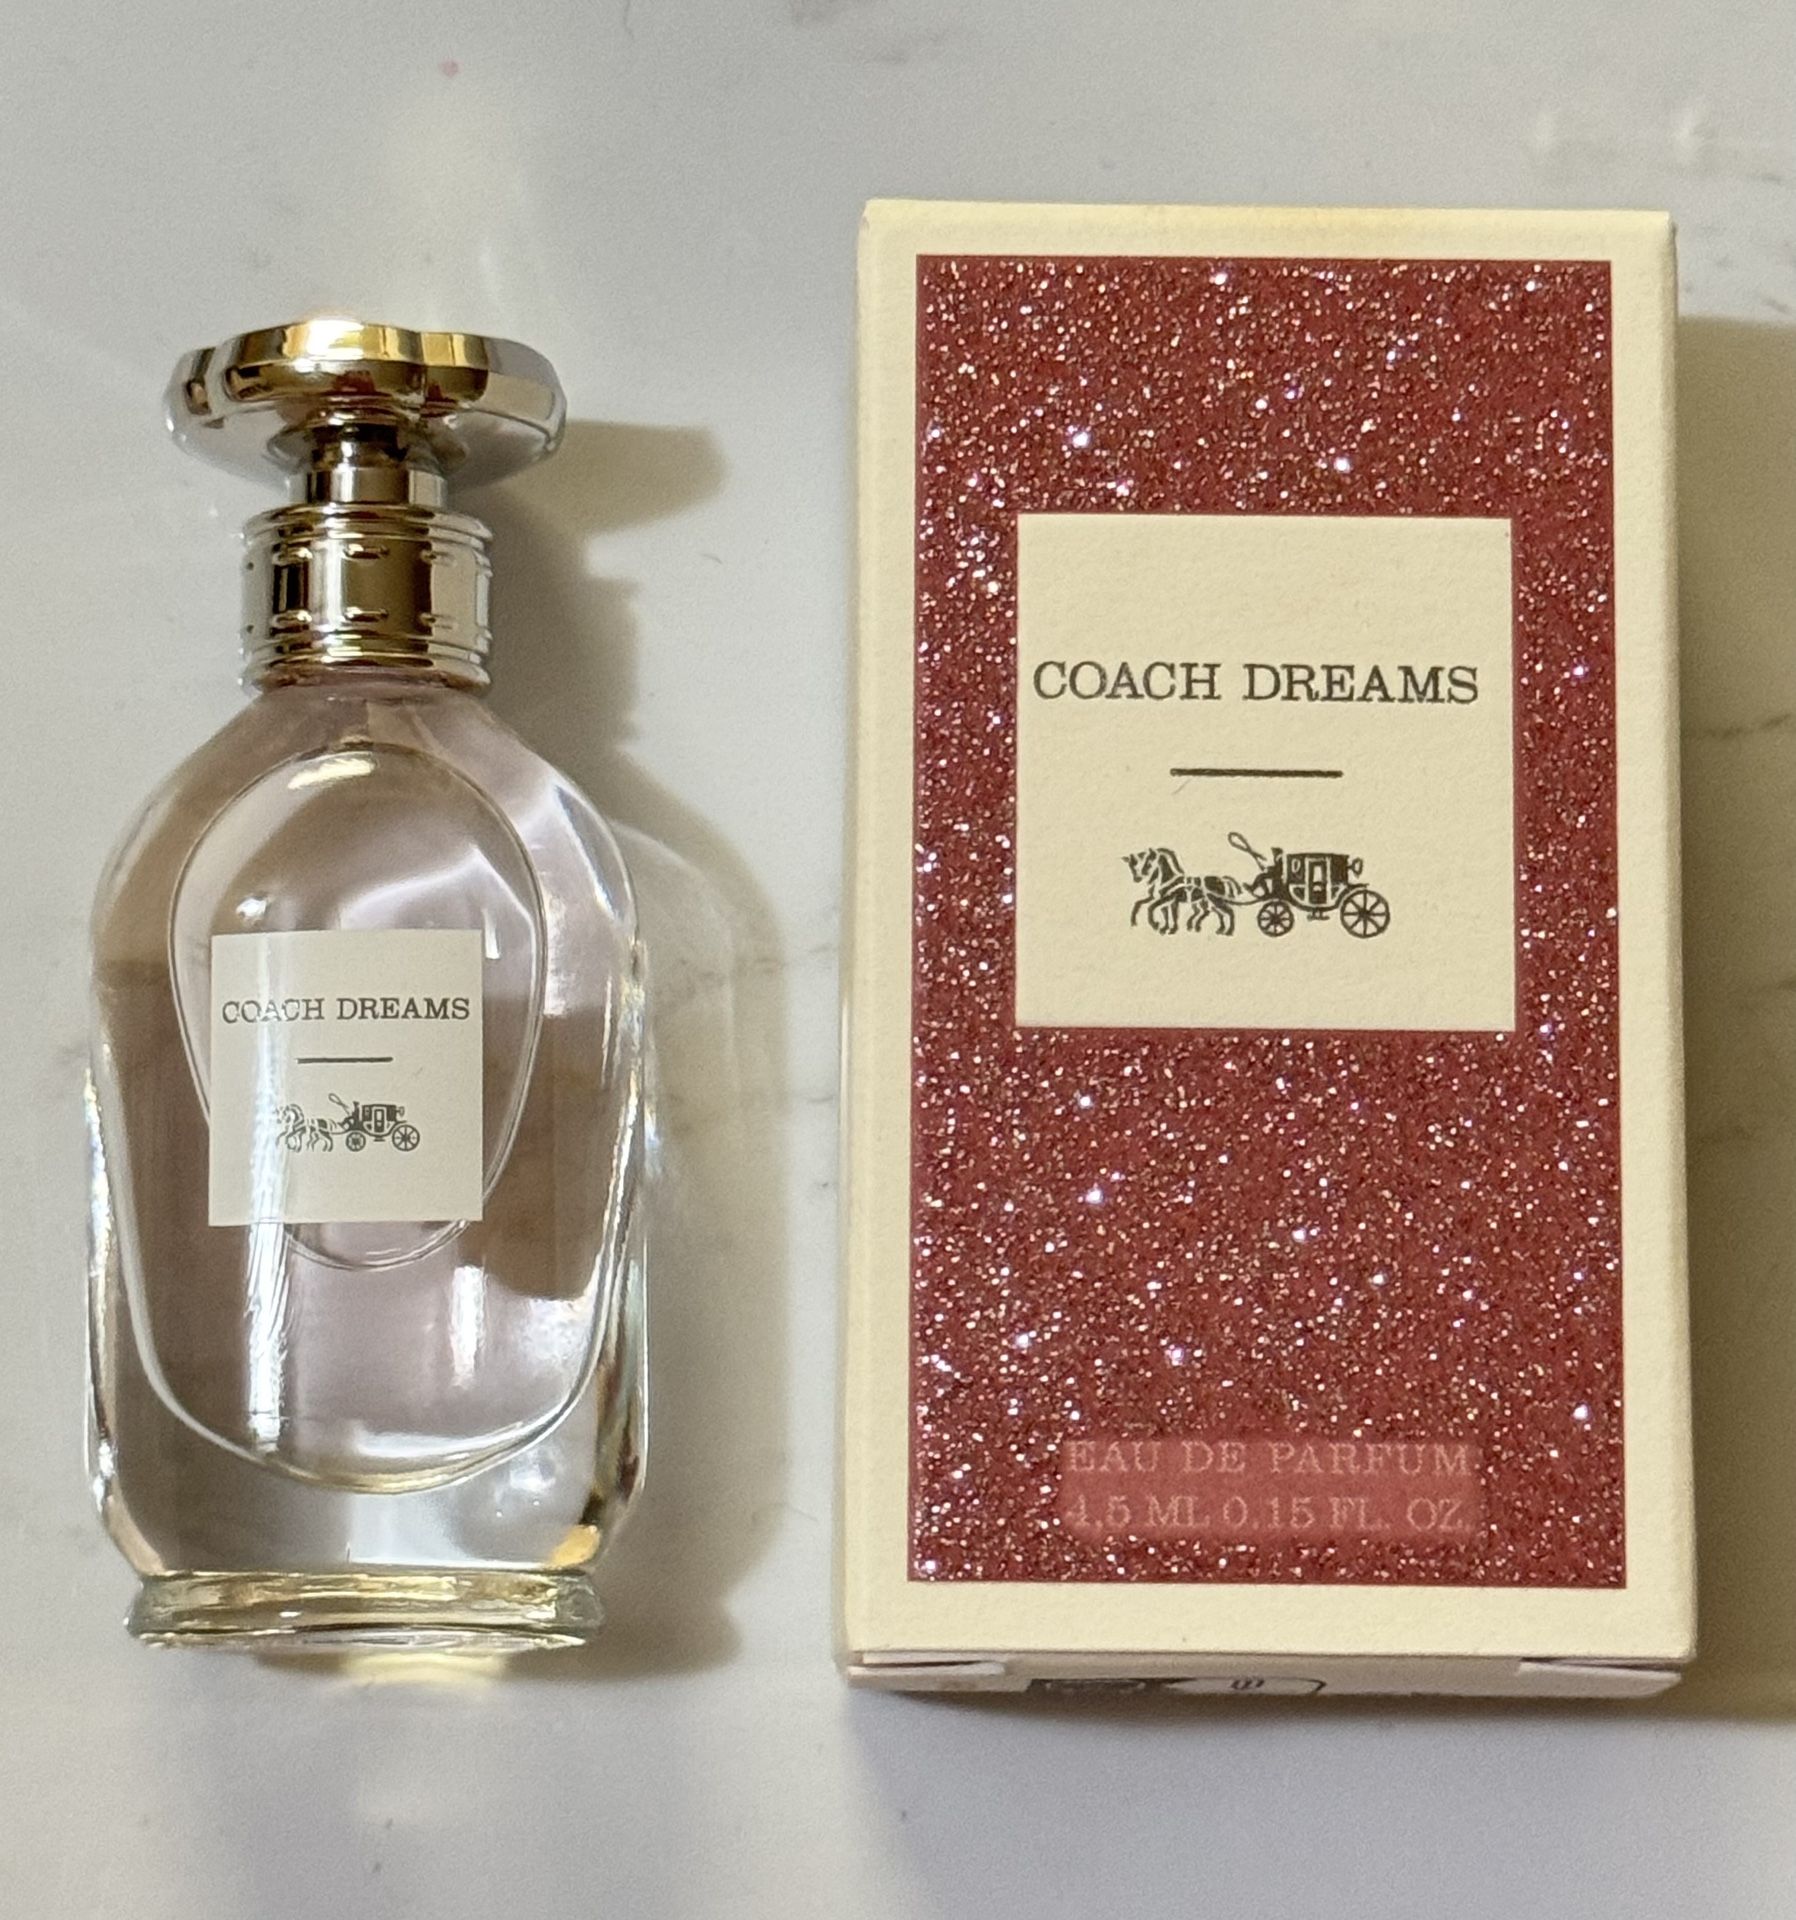 COACH DREAMS
COACH DREAMS
EAU DE PARFUM
4,5 ML 0.15 FL. OZ